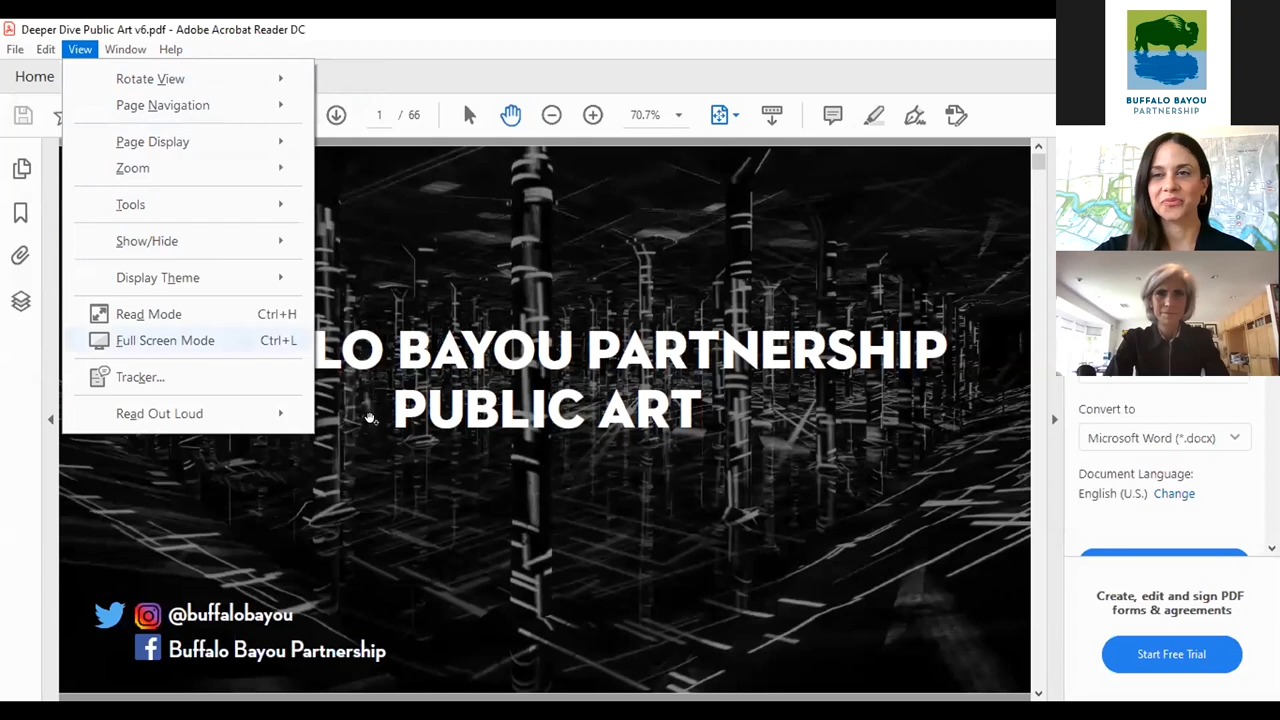 Deeper Dive Public Art v6.pdf - Adobe Acrobat Reader DC
File Edit View Window Help
Home
Rotate View
Page Navigation
Page Display
Zoom
Tools
Show/Hide
Display Theme
Read Mode Ctrl+H
Full Screen Mode Ctrl+L
Tracker...
Read Out Loud
1 / 66
70.7%
LO BAYOU PARTNERSHIP
PUBLIC ART
@buffalobayou
Buffalo Bayou Partnership
BUFFALO BAYOU
PARTNERSHIP
Convert to
Microsoft Word (*.docx)
Document Language:
English (U.S.) Change
Create, edit and sign PDF
forms & agreements
Start Free Trial